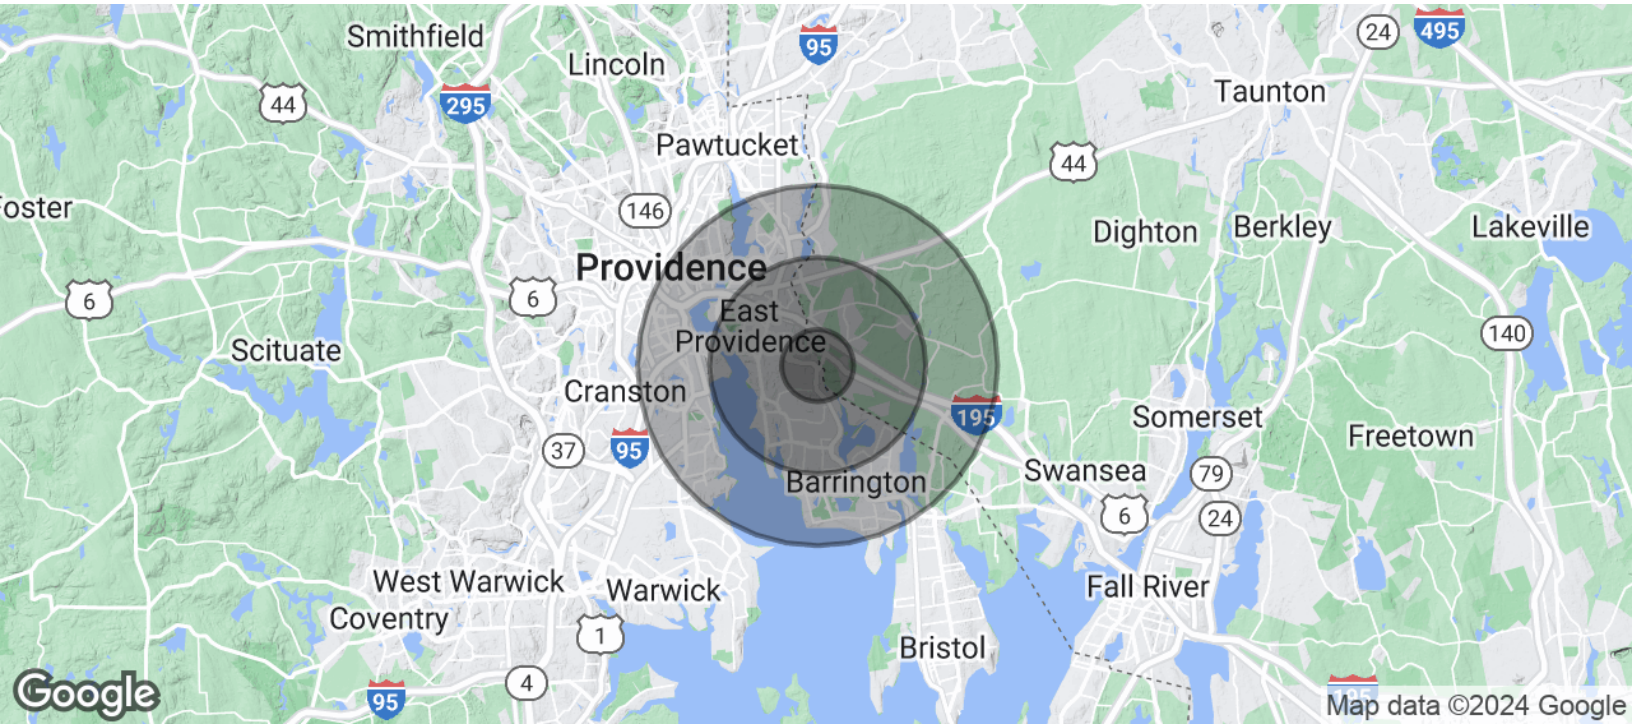 Smithfield
95
24
495
Lincoln
44
295
Taunton
Pawtucket
44
146
Foster
Dighton
Berkley
Lakeville
Providence
6
6
East
Providence
140
Scituate
Cranston
195
Somerset
Freetown
37
95
Swansea
79
Barrington
6
24
West Warwick
Warwick
Fall River
Coventry
1
Bristol
4
95
195
Google
Map data ©2024 Google